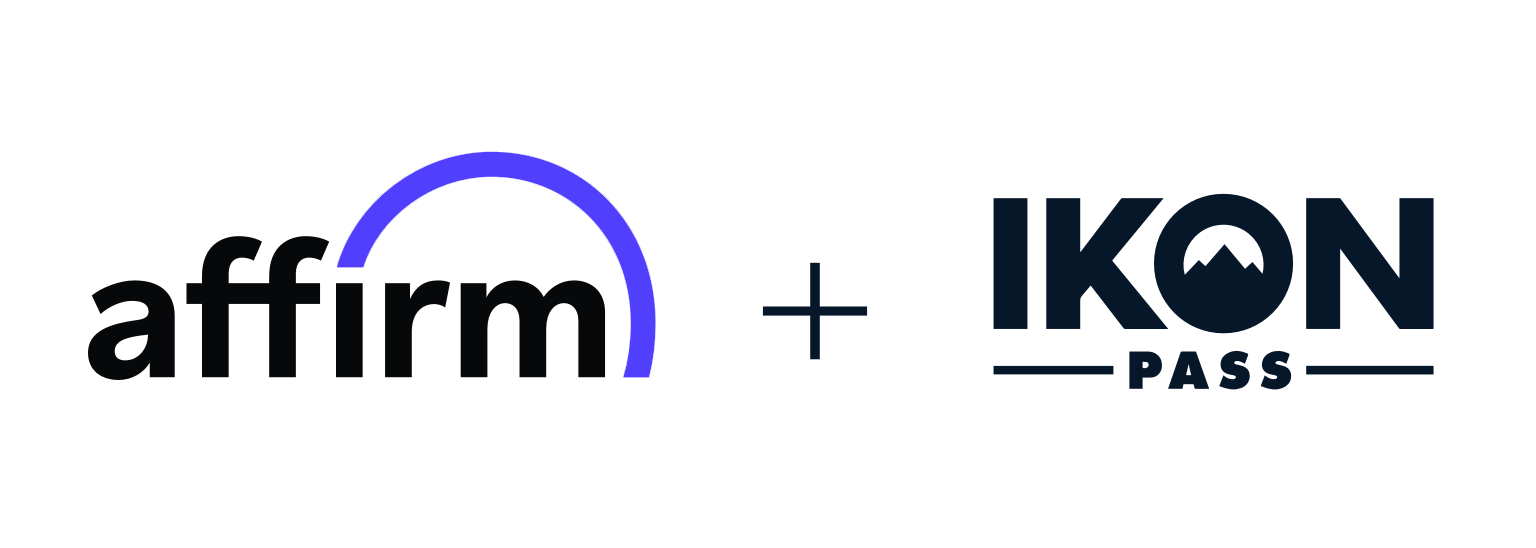 affirm + IKON
PASS